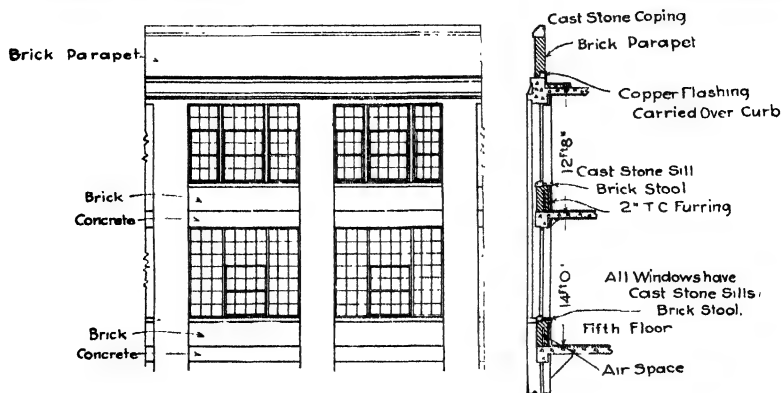 Brick Parapet
Brick
Concrete
Brick
Concrete
Cast Stone Coping
Brick Parapet
Copper Flashing
Carried Over Curb
12 Ft 8"
Cast Stone Sill
Brick Stool
2" T C Furring
14 Ft 0"
All Windows have
Cast Stone Sills,
Brick Stool.
Fifth Floor
Air Space